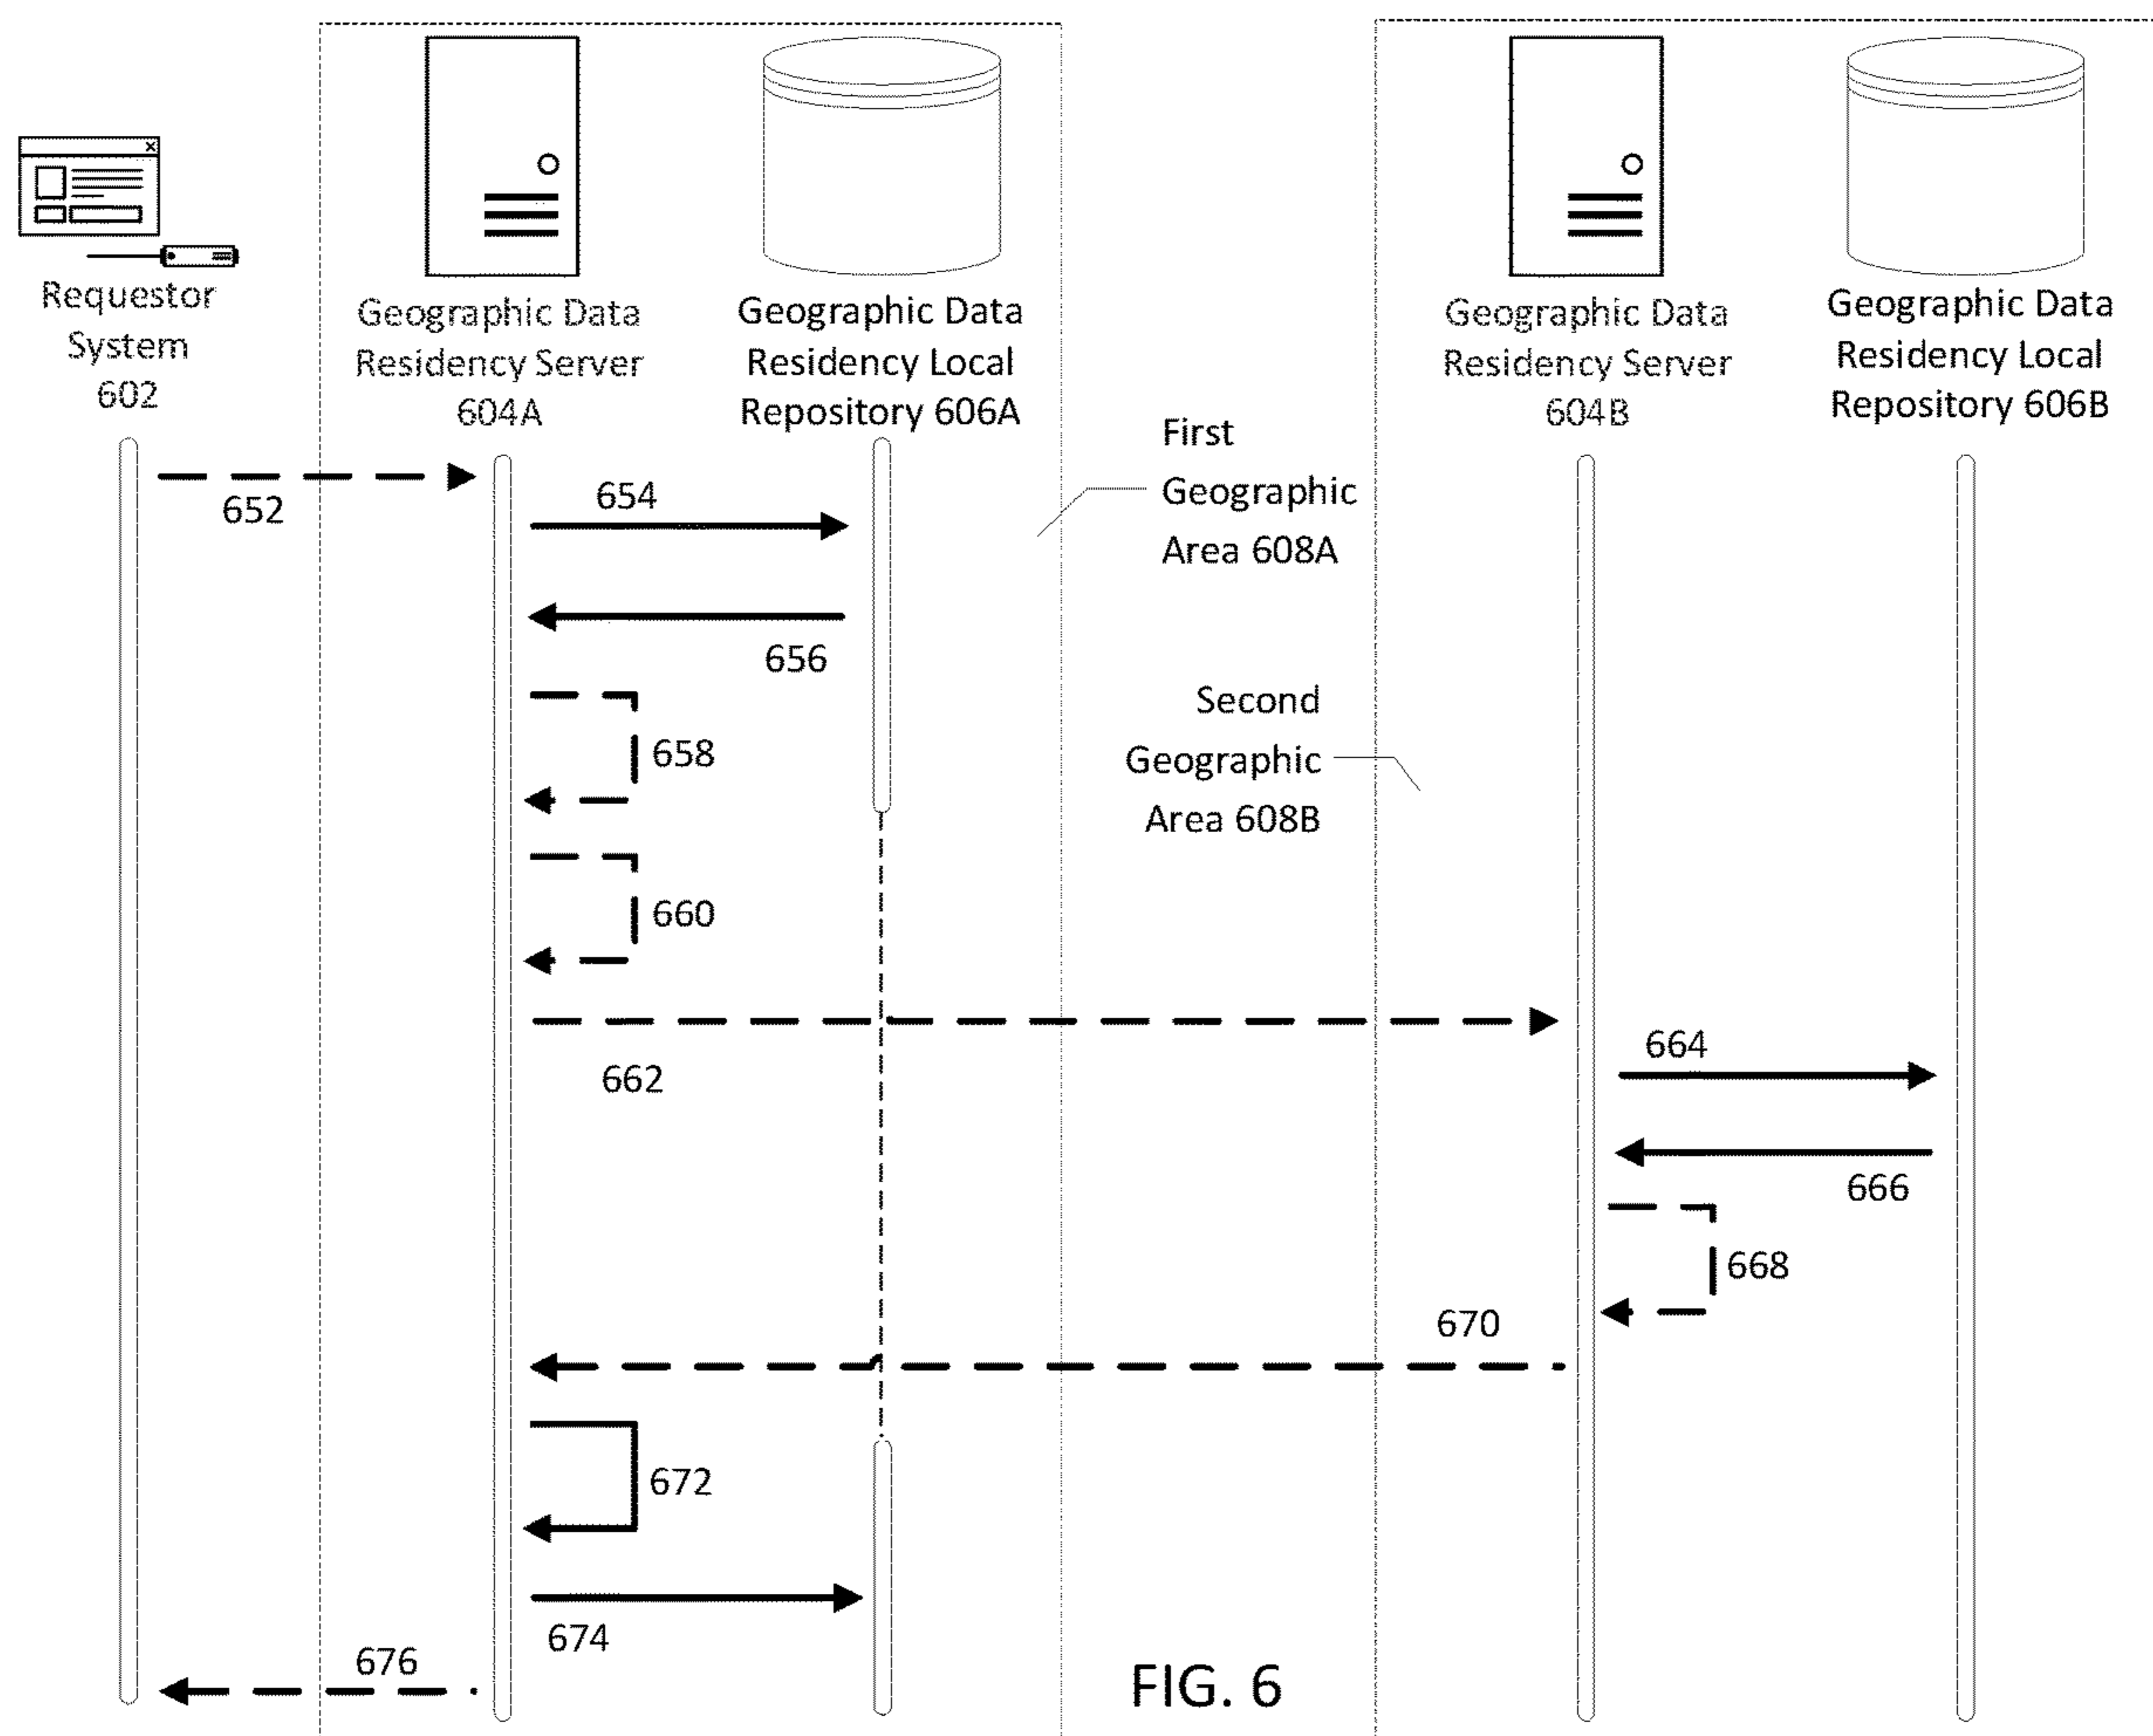 Requestor
System
602
Geographic Data
Residency Server
604A
Geographic Data
Residency Local
Repository 606A
Geographic Data
Residency Server
604B
Geographic Data
Residency Local
Repository 606B
First
Geographic
Area 608A
Second
Geographic
Area 608B
652
654
656
658
660
662
664
666
668
670
672
674
676
FIG. 6